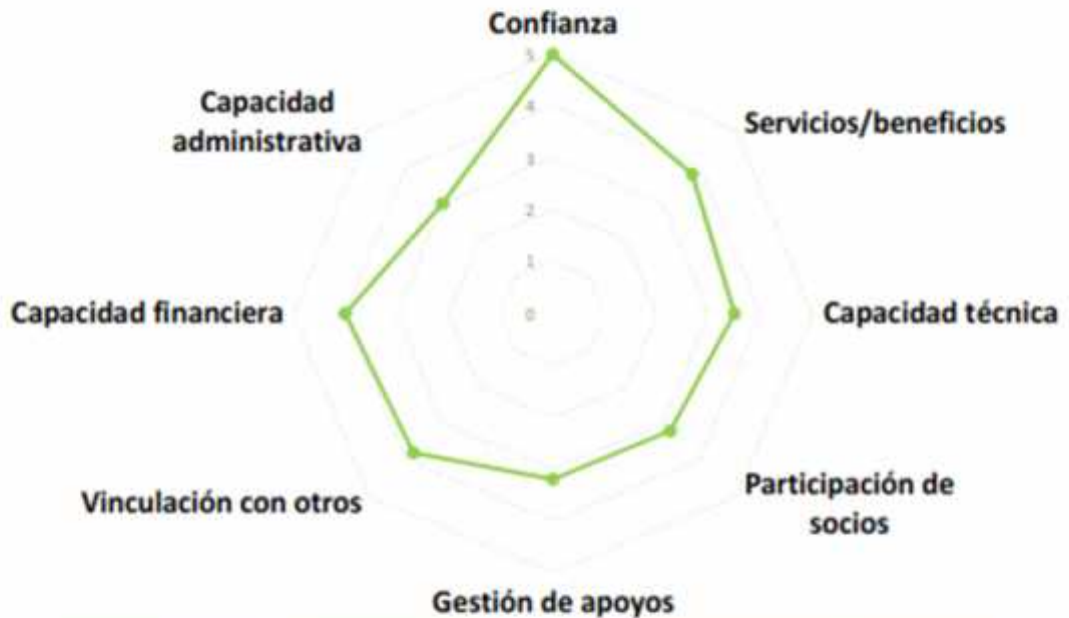 Confianza
Capacidad
administrativa
Servicios/beneficios
5
4
3
2
1
0
Capacidad financiera
Capacidad técnica
Vinculación con otros
Participación de
socios
Gestión de apoyos